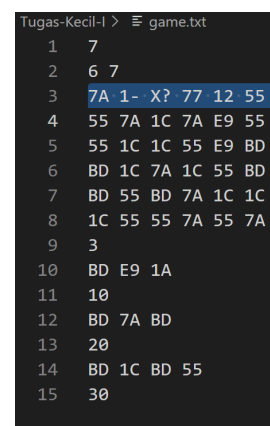 Tugas-Kecil-I > game.txt
1 7
2 6 7
3 7A 1- X? 77 12 55
4 55 7A 1C 7A E9 55
5 55 1C 1C 55 E9 BD
6 BD 1C 7A 1C 55 BD
7 BD 55 BD 7A 1C 1C
8 1C 55 55 7A 55 7A
9 3
10 BD E9 1A
11 10
12 BD 7A BD
13 20
14 BD 1C BD 55
15 30